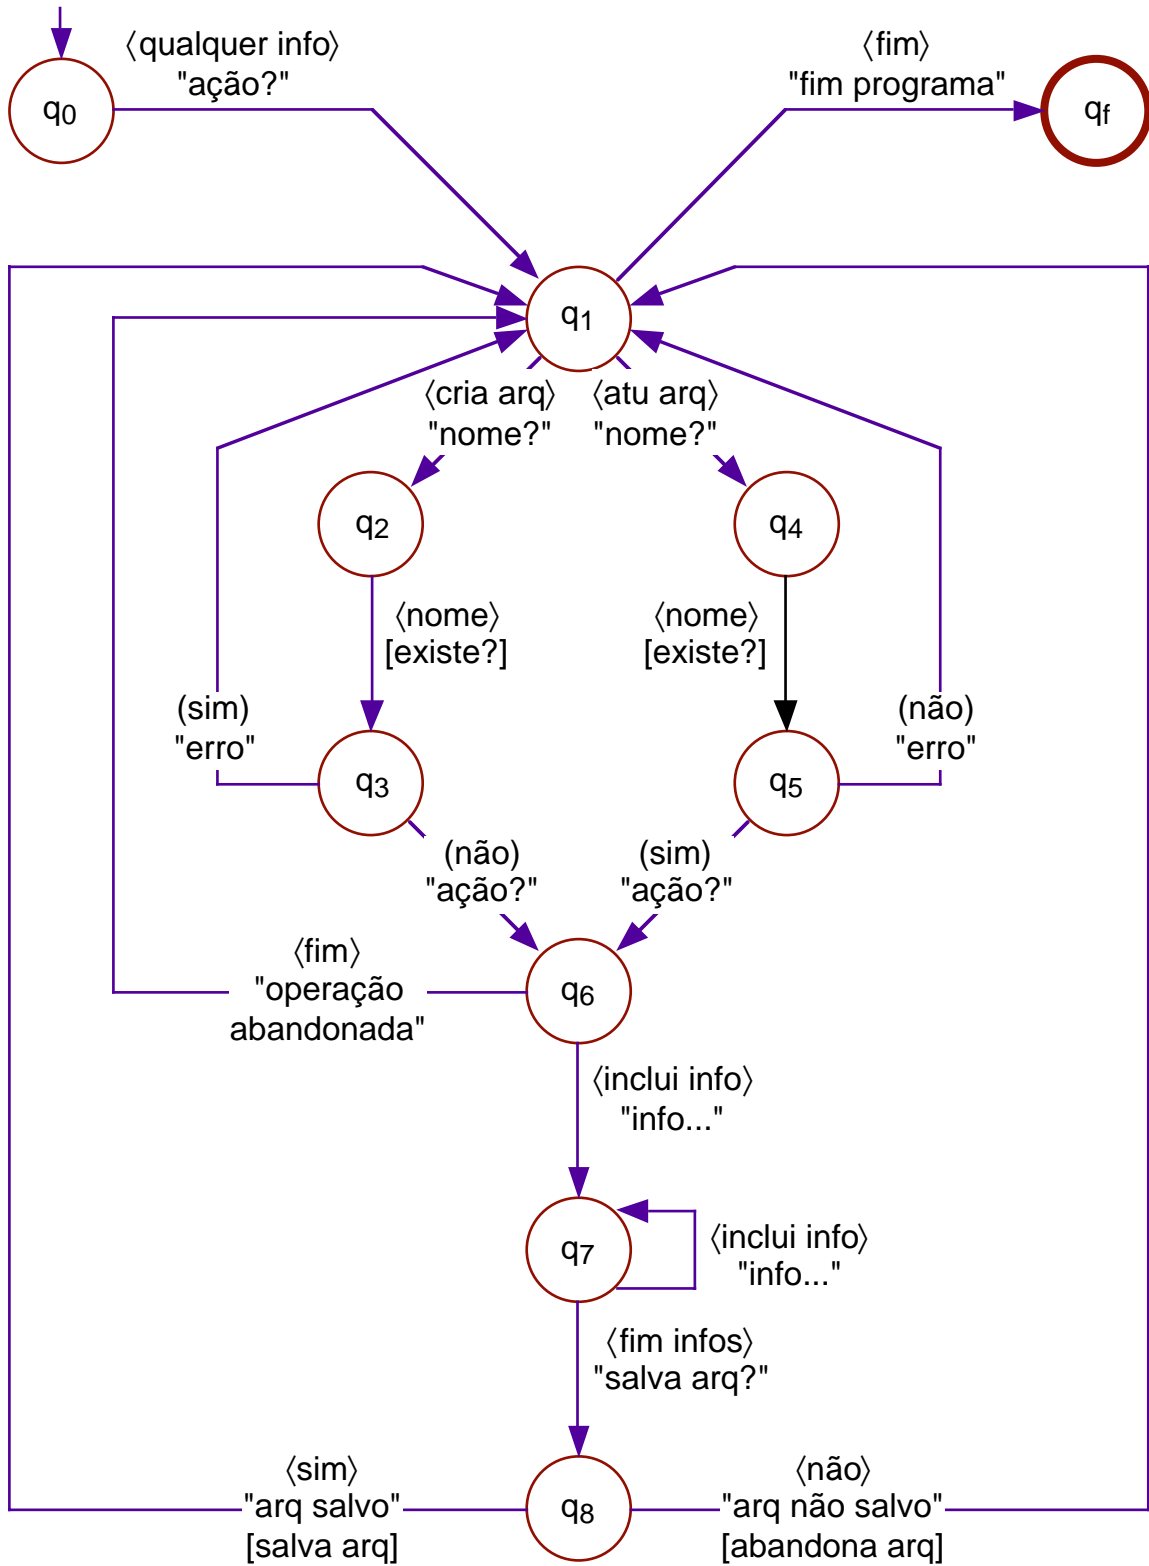 ⟨qualquer info⟩
"ação?"
⟨fim⟩
"fim programa"
q0
qf
q1
⟨cria arq⟩
"nome?"
⟨atu arq⟩
"nome?"
q2
q4
⟨nome⟩
[existe?]
⟨nome⟩
[existe?]
(sim)
"erro"
(não)
"erro"
q3
q5
(não)
"ação?"
(sim)
"ação?"
⟨fim⟩
"operação
abandonada"
q6
⟨inclui info⟩
"info..."
q7
⟨inclui info⟩
"info..."
⟨fim infos⟩
"salva arq?"
⟨sim⟩
"arq salvo"
[salva arq]
q8
⟨não⟩
"arq não salvo"
[abandona arq]